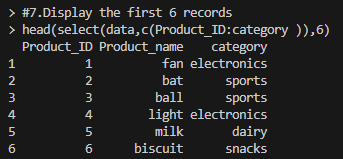 > #7.Display the first 6 records
> head(select(data,c(Product_ID:category )),6)
  Product_ID Product_name    category
1          1          fan electronics
2          2          bat      sports
3          3         ball      sports
4          4        light electronics
5          5         milk       dairy
6          6      biscuit      snacks